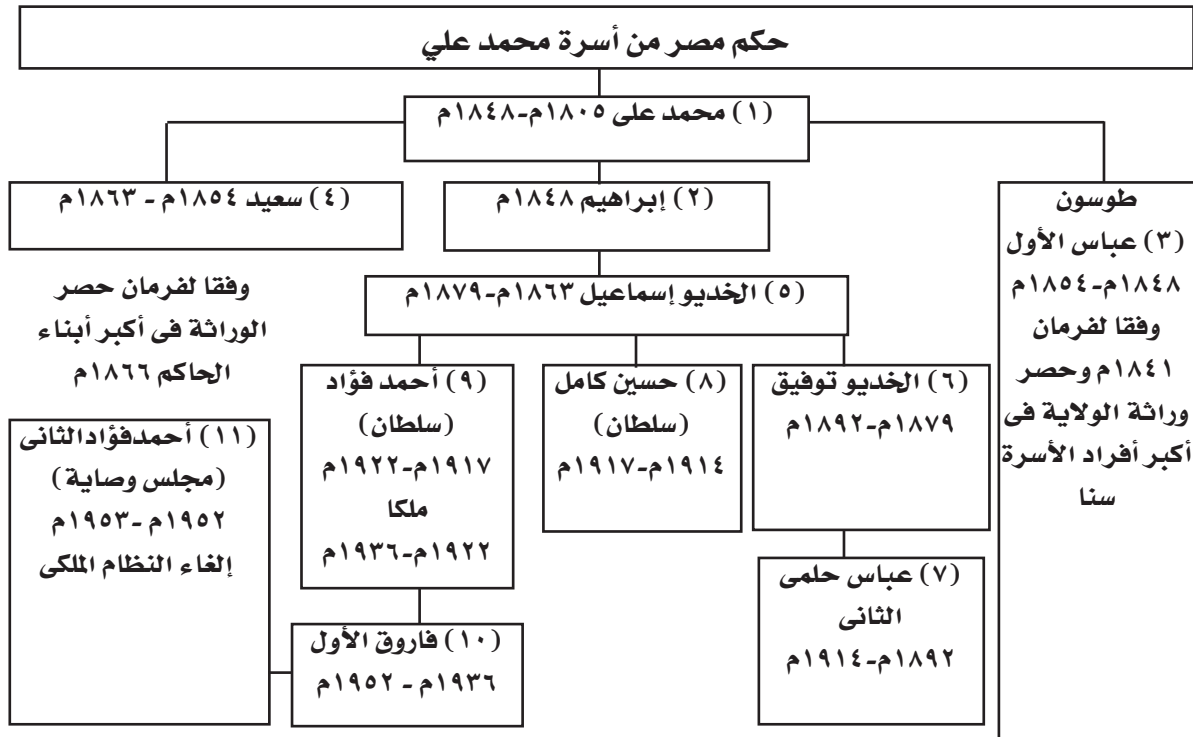 حكم مصر من أسرة محمد علي
(١) محمد على ١٨٠٥م-١٨٤٨م
(٤) سعيد ١٨٥٤م - ١٨٦٣م
(٢) إبراهيم ١٨٤٨م
طوسون
(٣) عباس الأول
١٨٤٨م-١٨٥٤م
وفقا لفرمان
١٨٤١م وحصر
وراثة الولاية فى
أكبر أفراد الأسرة
سنا
وفقا لفرمان حصر
الوراثة فى أكبر أبناء
الحاكم ١٨٦٦م
(٥) الخديو إسماعيل ١٨٦٣م-١٨٧٩م
(٦) الخديو توفيق
١٨٧٩م-١٨٩٢م
(٨) حسين كامل
(سلطان)
١٩١٤م-١٩١٧م
(٩) أحمد فؤاد
(سلطان)
١٩١٧م-١٩٢٢م
ملكا
١٩٢٢م-١٩٣٦م
(٧) عباس حلمى
الثانى
١٨٩٢م-١٩١٤م
(١٠) فاروق الأول
١٩٣٦م - ١٩٥٢م
(١١) أحمدفؤادالثانى
(مجلس وصاية)
١٩٥٢م -١٩٥٣م
إلغاء النظام الملكى